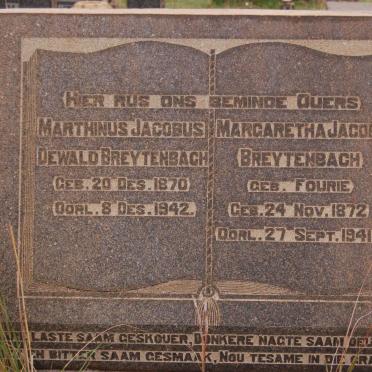 HIER RUS ONS BEMINDE OUERS
MARTHINUS JACOBUS
DEWALD BREYTENBACH
GEB. 20 DES. 1870
OORL. 8 DES. 1942.
MARGARETHA JACO
BREYTENBACH
(GEB. FOURIE)
GEB. 24 NOV. 1872
OORL. 27 SEPT. 1941
LASTE SAAM GESKOUER, DONKERE NAGTE SAAM
EN BITTER SAAM GESMAAK, NOU TESAME IN DIE